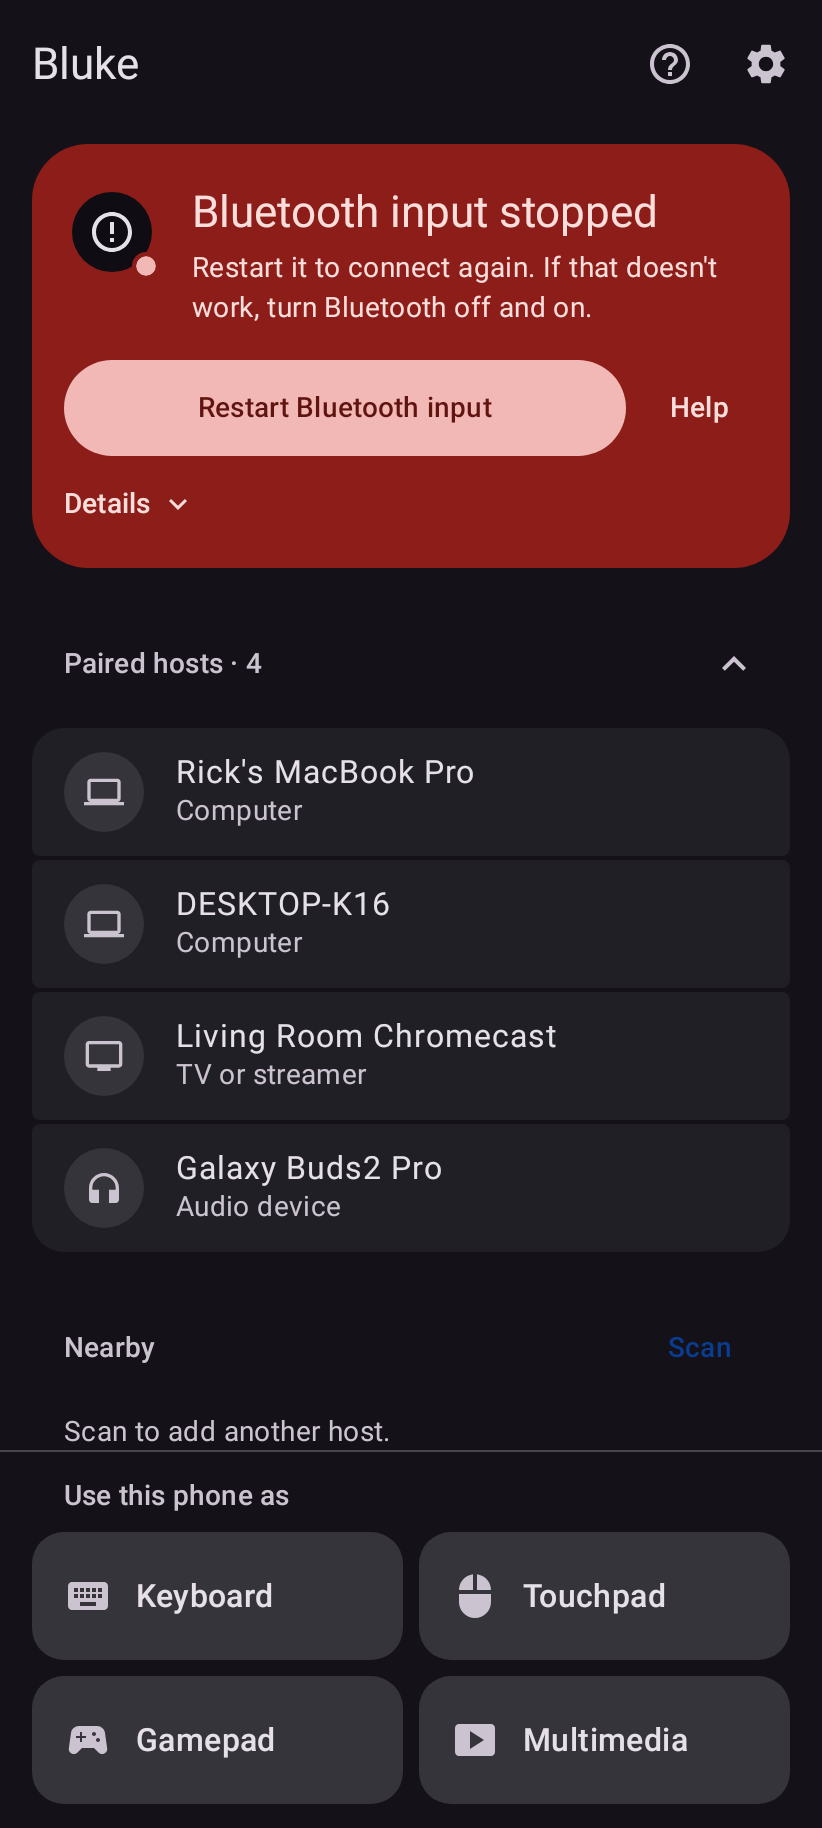 Bluke
Bluetooth input stopped
Restart it to connect again. If that doesn't
work, turn Bluetooth off and on.
Restart Bluetooth input
Help
Details
Paired hosts · 4
Rick's MacBook Pro
Computer
DESKTOP-K16
Computer
Living Room Chromecast
TV or streamer
Galaxy Buds2 Pro
Audio device
Nearby
Scan
Scan to add another host.
Use this phone as
Keyboard
Touchpad
Gamepad
Multimedia